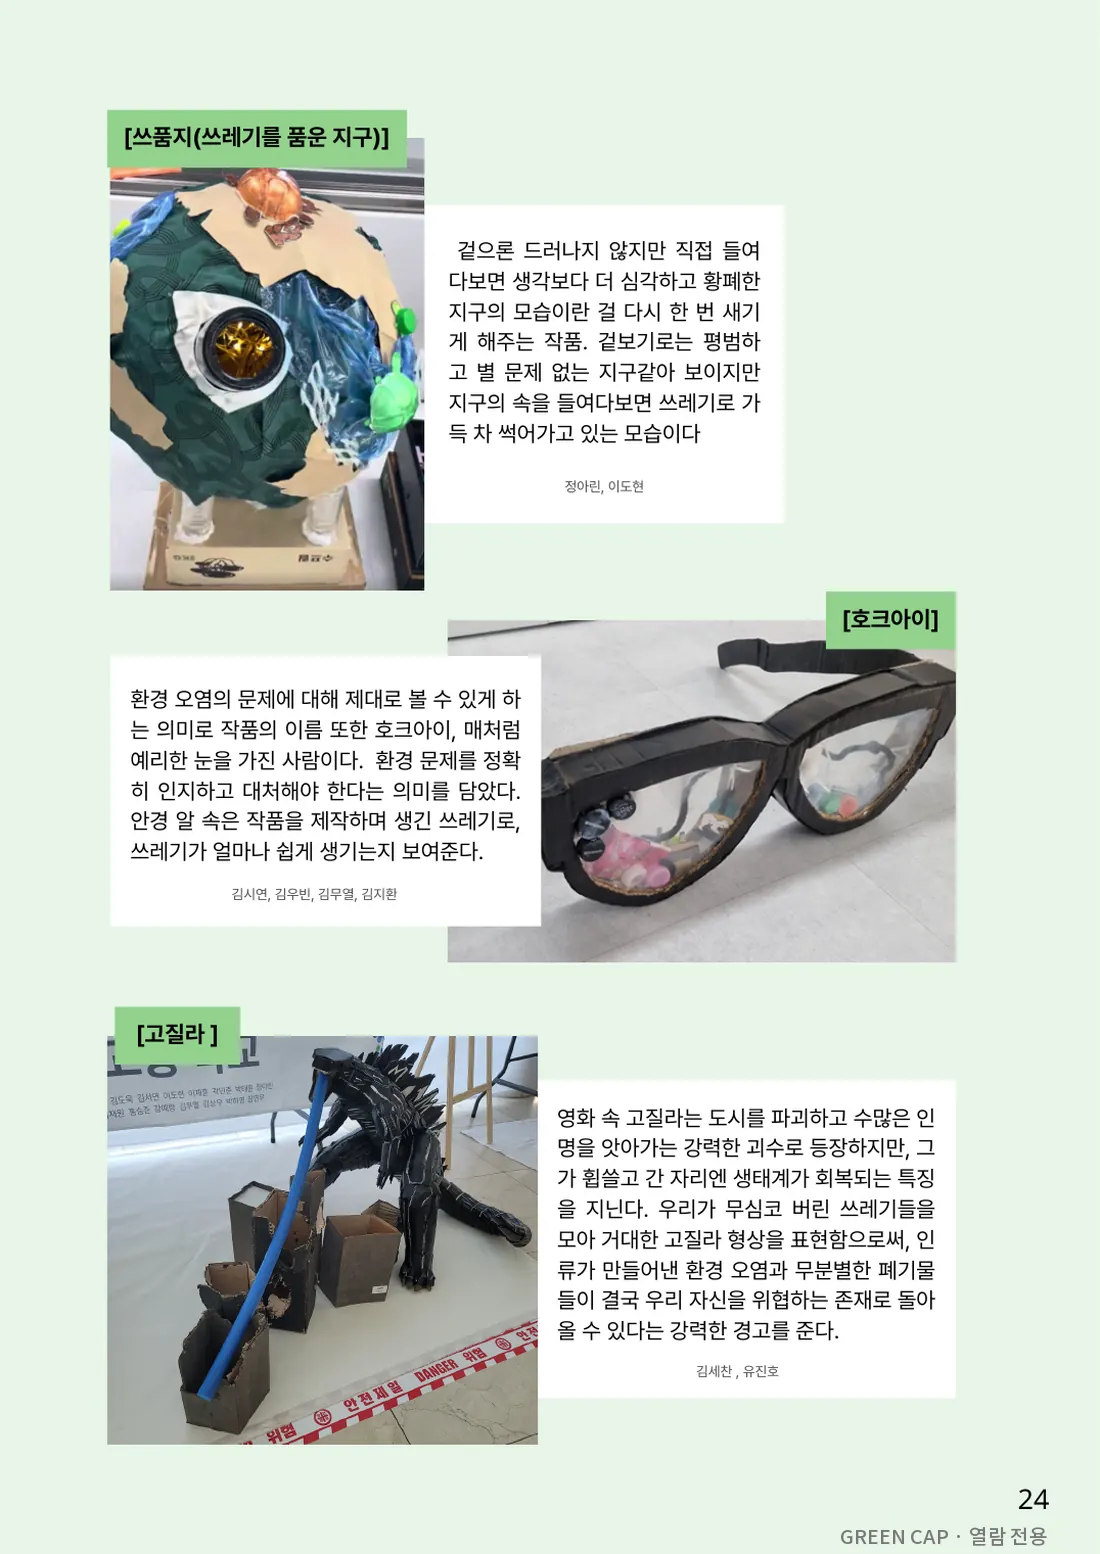 [쓰품지(쓰레기를 품운 지구)]
겉으론 드러나지 않지만 직접 들여
다보면 생각보다 더 심각하고 황폐한
지구의 모습이란 걸 다시 한 번 새기
게 해주는 작품. 겉보기로는 평범하
고 별 문제 없는 지구같아 보이지만
지구의 속을 들여다보면 쓰레기로 가
득 차 썩어가고 있는 모습이다
정아린, 이도현
[호크아이]
환경 오염의 문제에 대해 제대로 볼 수 있게 하
는 의미로 작품의 이름 또한 호크아이, 매처럼
예리한 눈을 가진 사람이다. 환경 문제를 정확
히 인지하고 대처해야 한다는 의미를 담았다.
안경 알 속은 작품을 제작하며 생긴 쓰레기로,
쓰레기가 얼마나 쉽게 생기는지 보여준다.
김시연, 김우빈, 김무열, 김지환
[고질라 ]
영화 속 고질라는 도시를 파괴하고 수많은 인
명을 앗아가는 강력한 괴수로 등장하지만, 그
가 휩쓸고 간 자리엔 생태계가 회복되는 특징
을 지닌다. 우리가 무심코 버린 쓰레기들을
모아 거대한 고질라 형상을 표현함으로써, 인
류가 만들어낸 환경 오염과 무분별한 폐기물
들이 결국 우리 자신을 위협하는 존재로 돌아
올 수 있다는 강력한 경고를 준다.
김세찬 , 유진호
위험 안전제일 DANGER 위험 안전
24
GREEN CAP · 열람 전용